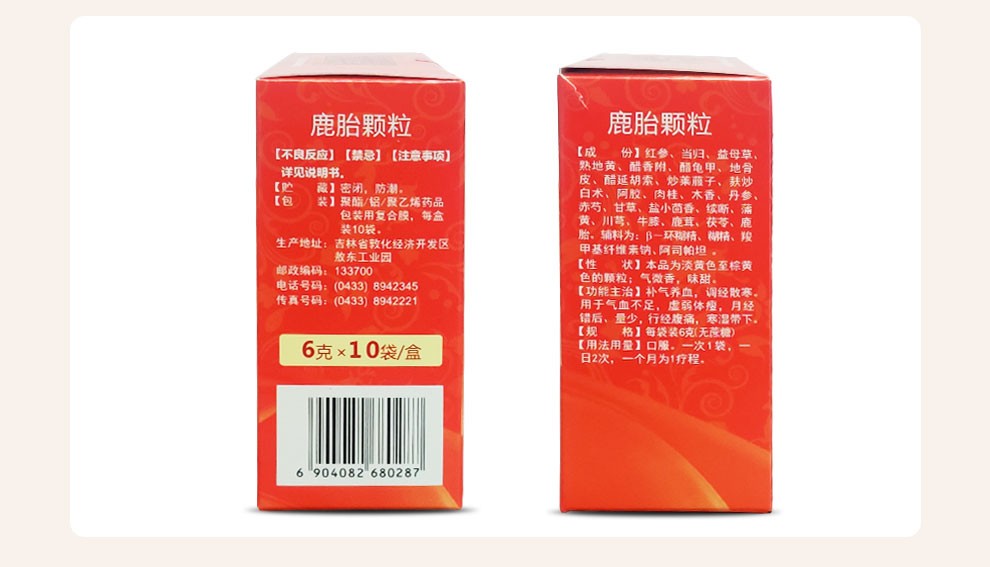 鹿胎颗粒
【不良反应】【禁忌】【注意事项】
详见说明书。
【贮 藏】密闭，防潮。
【包 装】聚酯/铝/聚乙烯药品
包装用复合膜，每盒
装10袋。
生产地址：吉林省敦化经济开发区
敖东工业园
邮政编码：133700
电话号码：(0433) 8942345
传真号码：(0433) 8942221
6克×10袋/盒
6 904082 680287
鹿胎颗粒
【成 份】红参、当归、益母草、
熟地黄、醋香附、醋龟甲、地骨
皮、醋延胡索、炒莱菔子、麸炒
白术、阿胶、肉桂、木香、丹参、
赤芍、甘草、盐小茴香、续断、蒲
黄、川芎、牛膝、鹿茸、茯苓、鹿
胎。辅料为：β－环糊精、糊精、羧
甲基纤维素钠、阿司帕坦 。
【性 状】本品为淡黄色至棕黄
色的颗粒；气微香，味甜。
【功能主治】补气养血，调经散寒。
用于气血不足，虚弱体瘦，月经
错后、量少，行经腹痛，寒湿带下。
【规 格】每袋装6克(无蔗糖)
【用法用量】口服。一次1袋，一
日2次，一个月为1疗程。